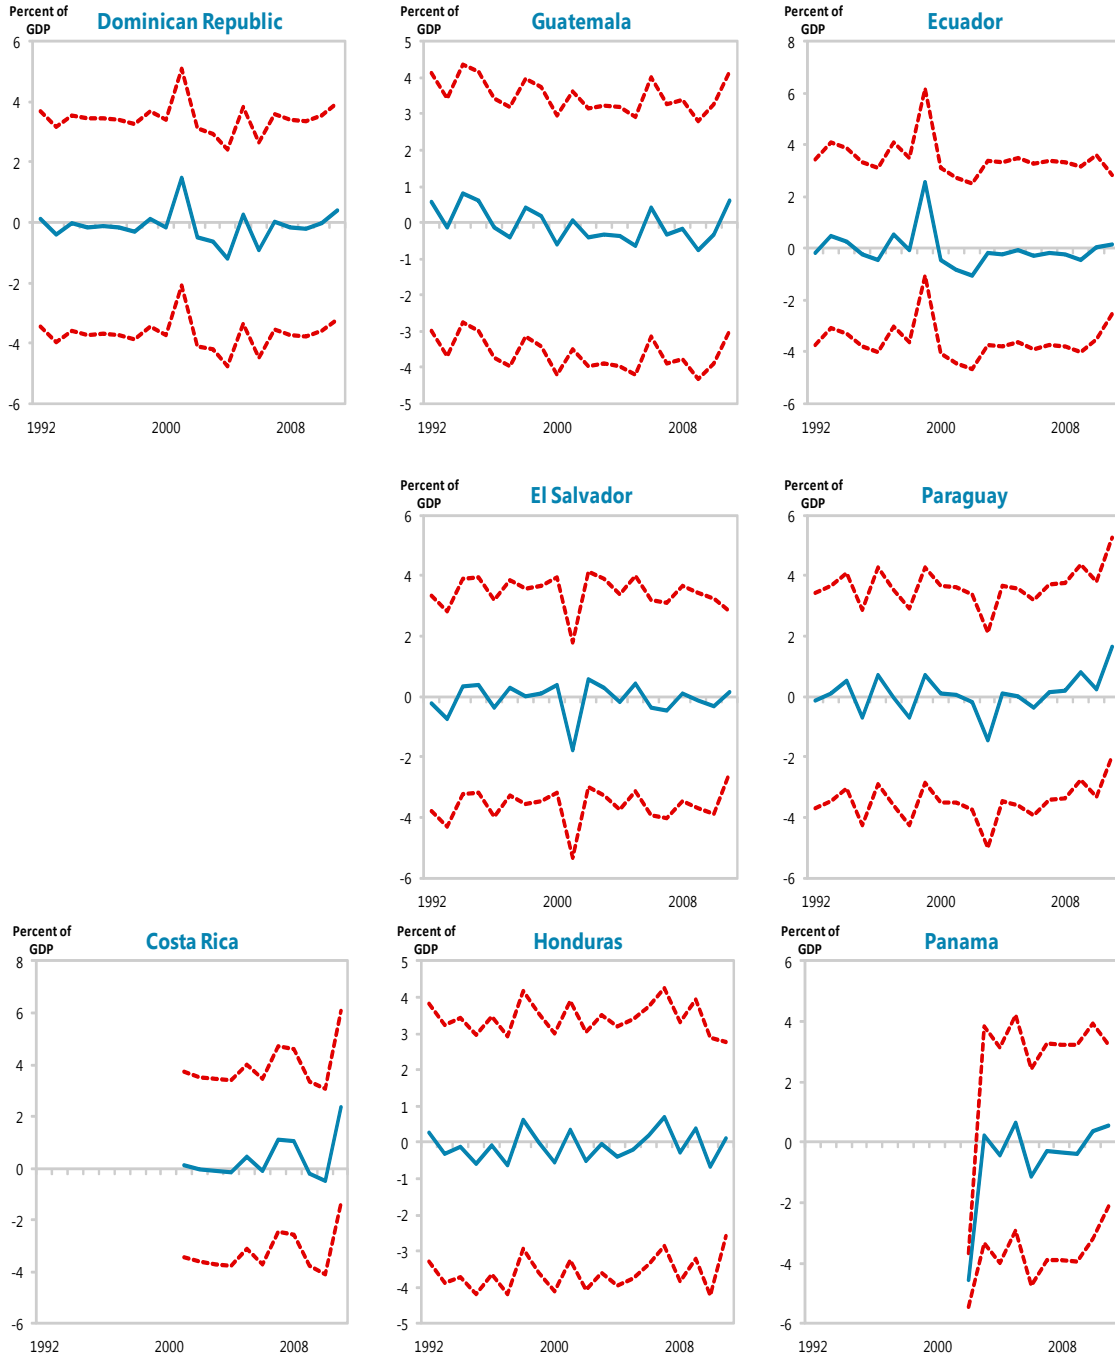 Percent of
GDP
Dominican Republic
6
4
2
0
-2
-4
-6
1992 2000 2008
Percent of
GDP
Guatemala
5
4
3
2
1
0
-1
-2
-3
-4
-5
1992 2000 2008
Percent of
GDP
Ecuador
8
6
4
2
0
-2
-4
-6
1992 2000 2008
Percent of
GDP
El Salvador
6
4
2
0
-2
-4
-6
1992 2000 2008
Percent of
GDP
Paraguay
6
4
2
0
-2
-4
-6
1992 2000 2008
Percent of
GDP
Costa Rica
8
6
4
2
0
-2
-4
-6
1992 2000 2008
Percent of
GDP
Honduras
5
4
3
2
1
0
-1
-2
-3
-4
-5
1992 2000 2008
Percent of
GDP
Panama
6
4
2
0
-2
-4
-6
1992 2000 2008